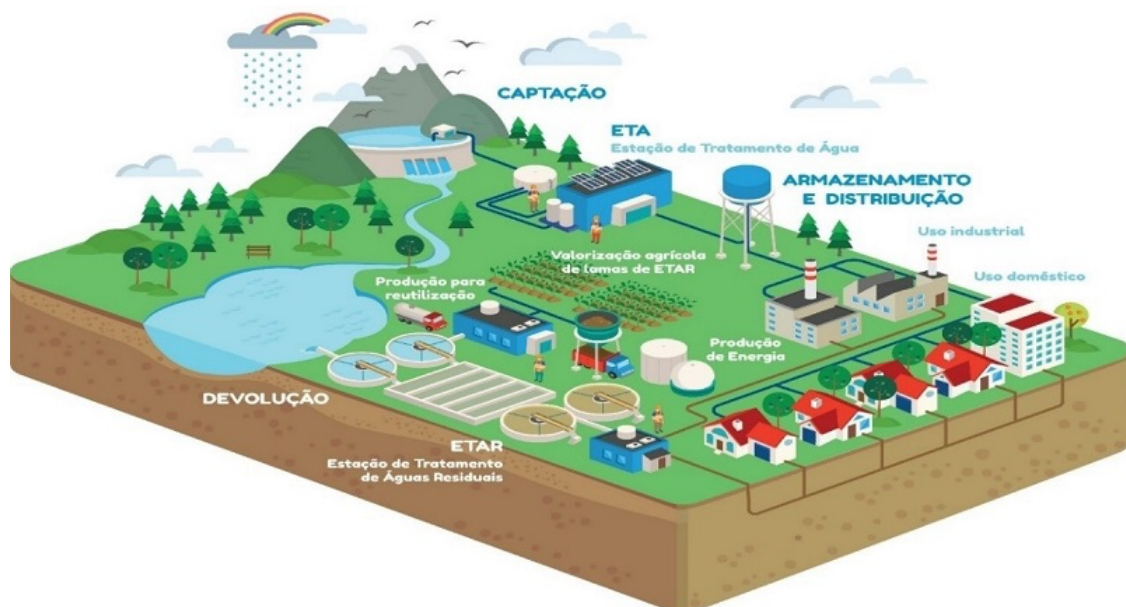 CAPTAÇÃO
ETA
Estação de Tratamento de Água
ARMAZENAMENTO
E DISTRIBUIÇÃO
Uso industrial
Valorização agrícola
de lamas de ETAR
Uso doméstico
Produção para
reutilização
Produção
de Energia
DEVOLUÇÃO
ETAR
Estação de Tratamento
de Águas Residuais